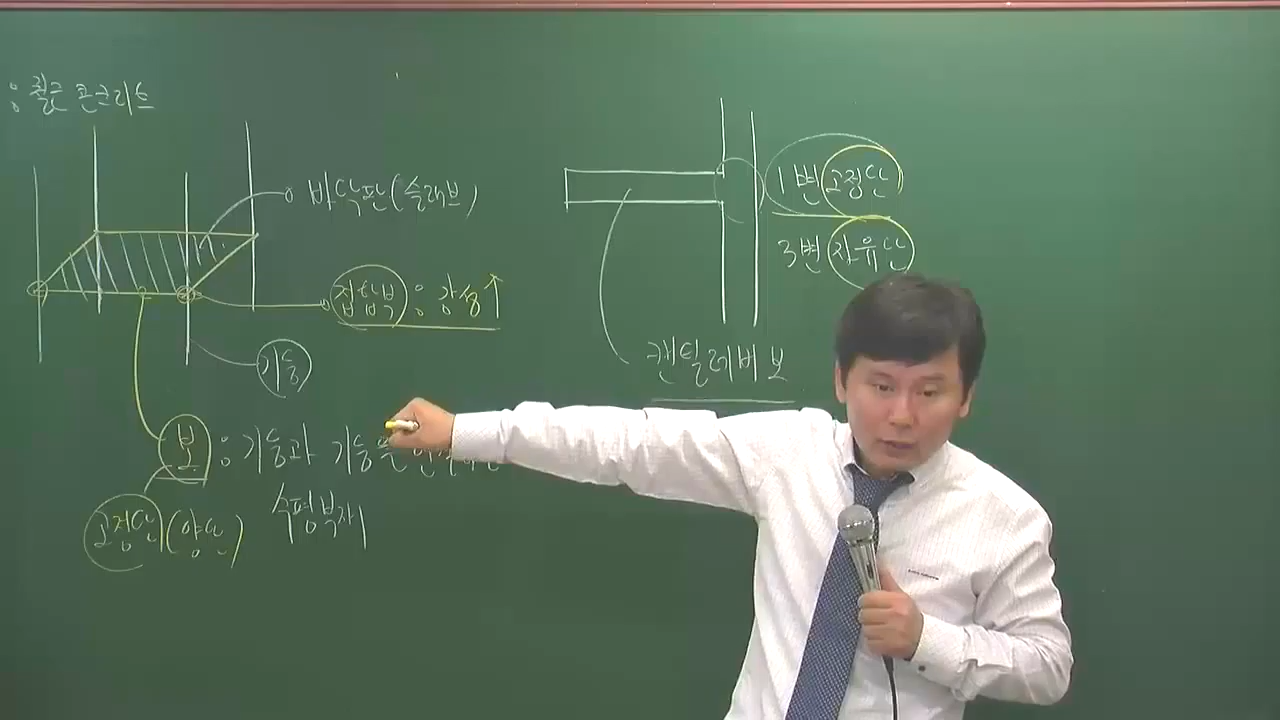 : 철근 콘크리트
바닥판(슬래브)
접합부 : 강성↑
기둥
보 : 기둥과 기둥을
수평부재
고정단(양단)
1변 고정단
3변 자유단
캔틸레버보